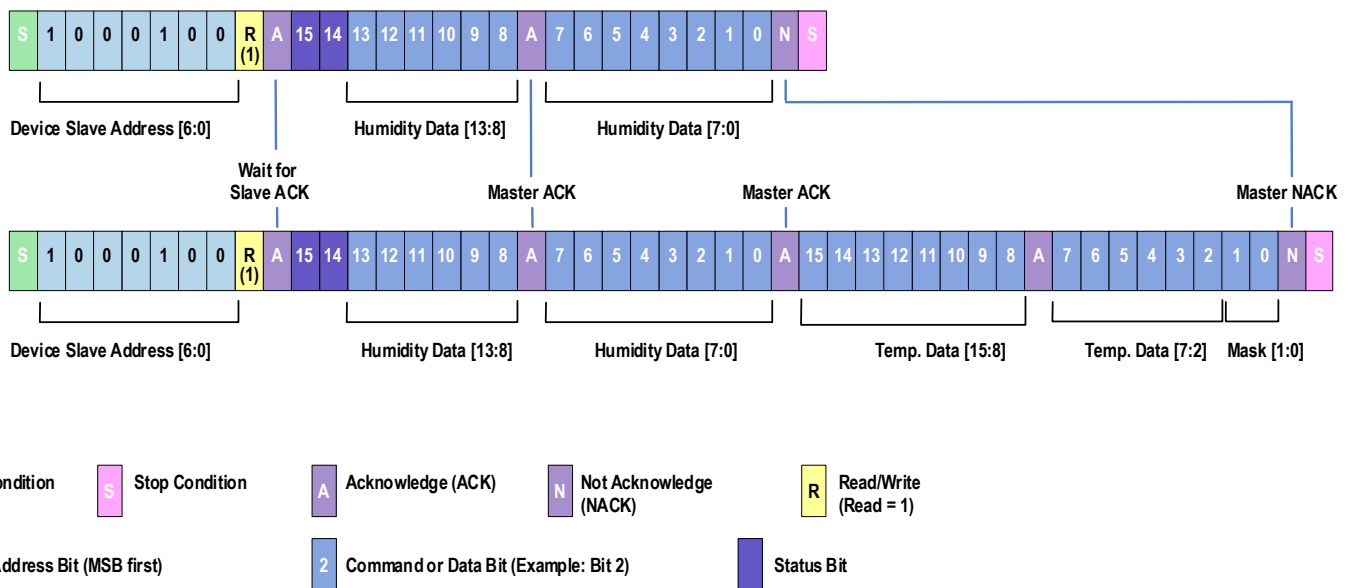 S 1 0 0 0 1 0 0 R (1) A 15 14 13 12 11 10 9 8 A 7 6 5 4 3 2 1 0 N S
Device Slave Address [6:0] Humidity Data [13:8] Humidity Data [7:0]
Wait for
Slave ACK Master ACK Master ACK Master NACK
S 1 0 0 0 1 0 0 R (1) A 15 14 13 12 11 10 9 8 A 7 6 5 4 3 2 1 0 A 15 14 13 12 11 10 9 8 A 7 6 5 4 3 2 1 0 N S
Device Slave Address [6:0] Humidity Data [13:8] Humidity Data [7:0] Temp. Data [15:8] Temp. Data [7:2] Mask [1:0]
ondition S Stop Condition A Acknowledge (ACK) N Not Acknowledge R Read/Write
(NACK) (Read = 1)
ddress Bit (MSB first) 2 Command or Data Bit (Example: Bit 2) Status Bit